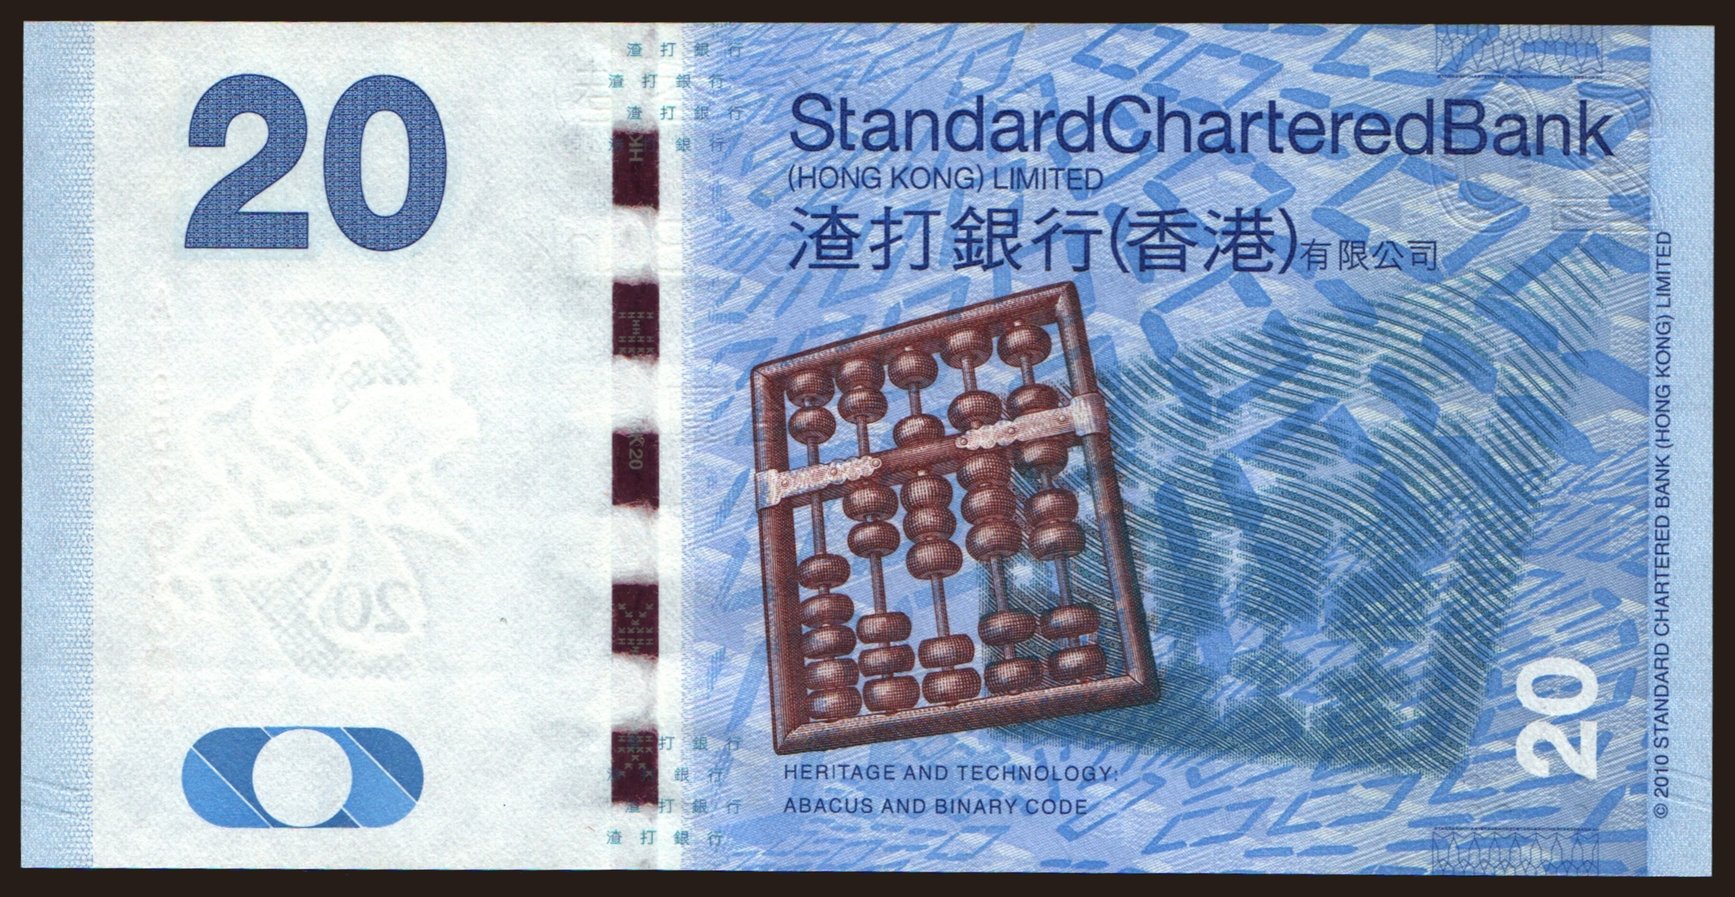 20
渣打銀行
渣打銀行
渣打銀行
銀行
HK
StandardCharteredBank
(HONG KONG) LIMITED
渣打銀行(香港)有限公司
K20
20
打銀行
銀行
渣打銀行
渣打銀行
HERITAGE AND TECHNOLOGY:
ABACUS AND BINARY CODE
20
© 2010 STANDARD CHARTERED BANK (HONG KONG) LIMITED